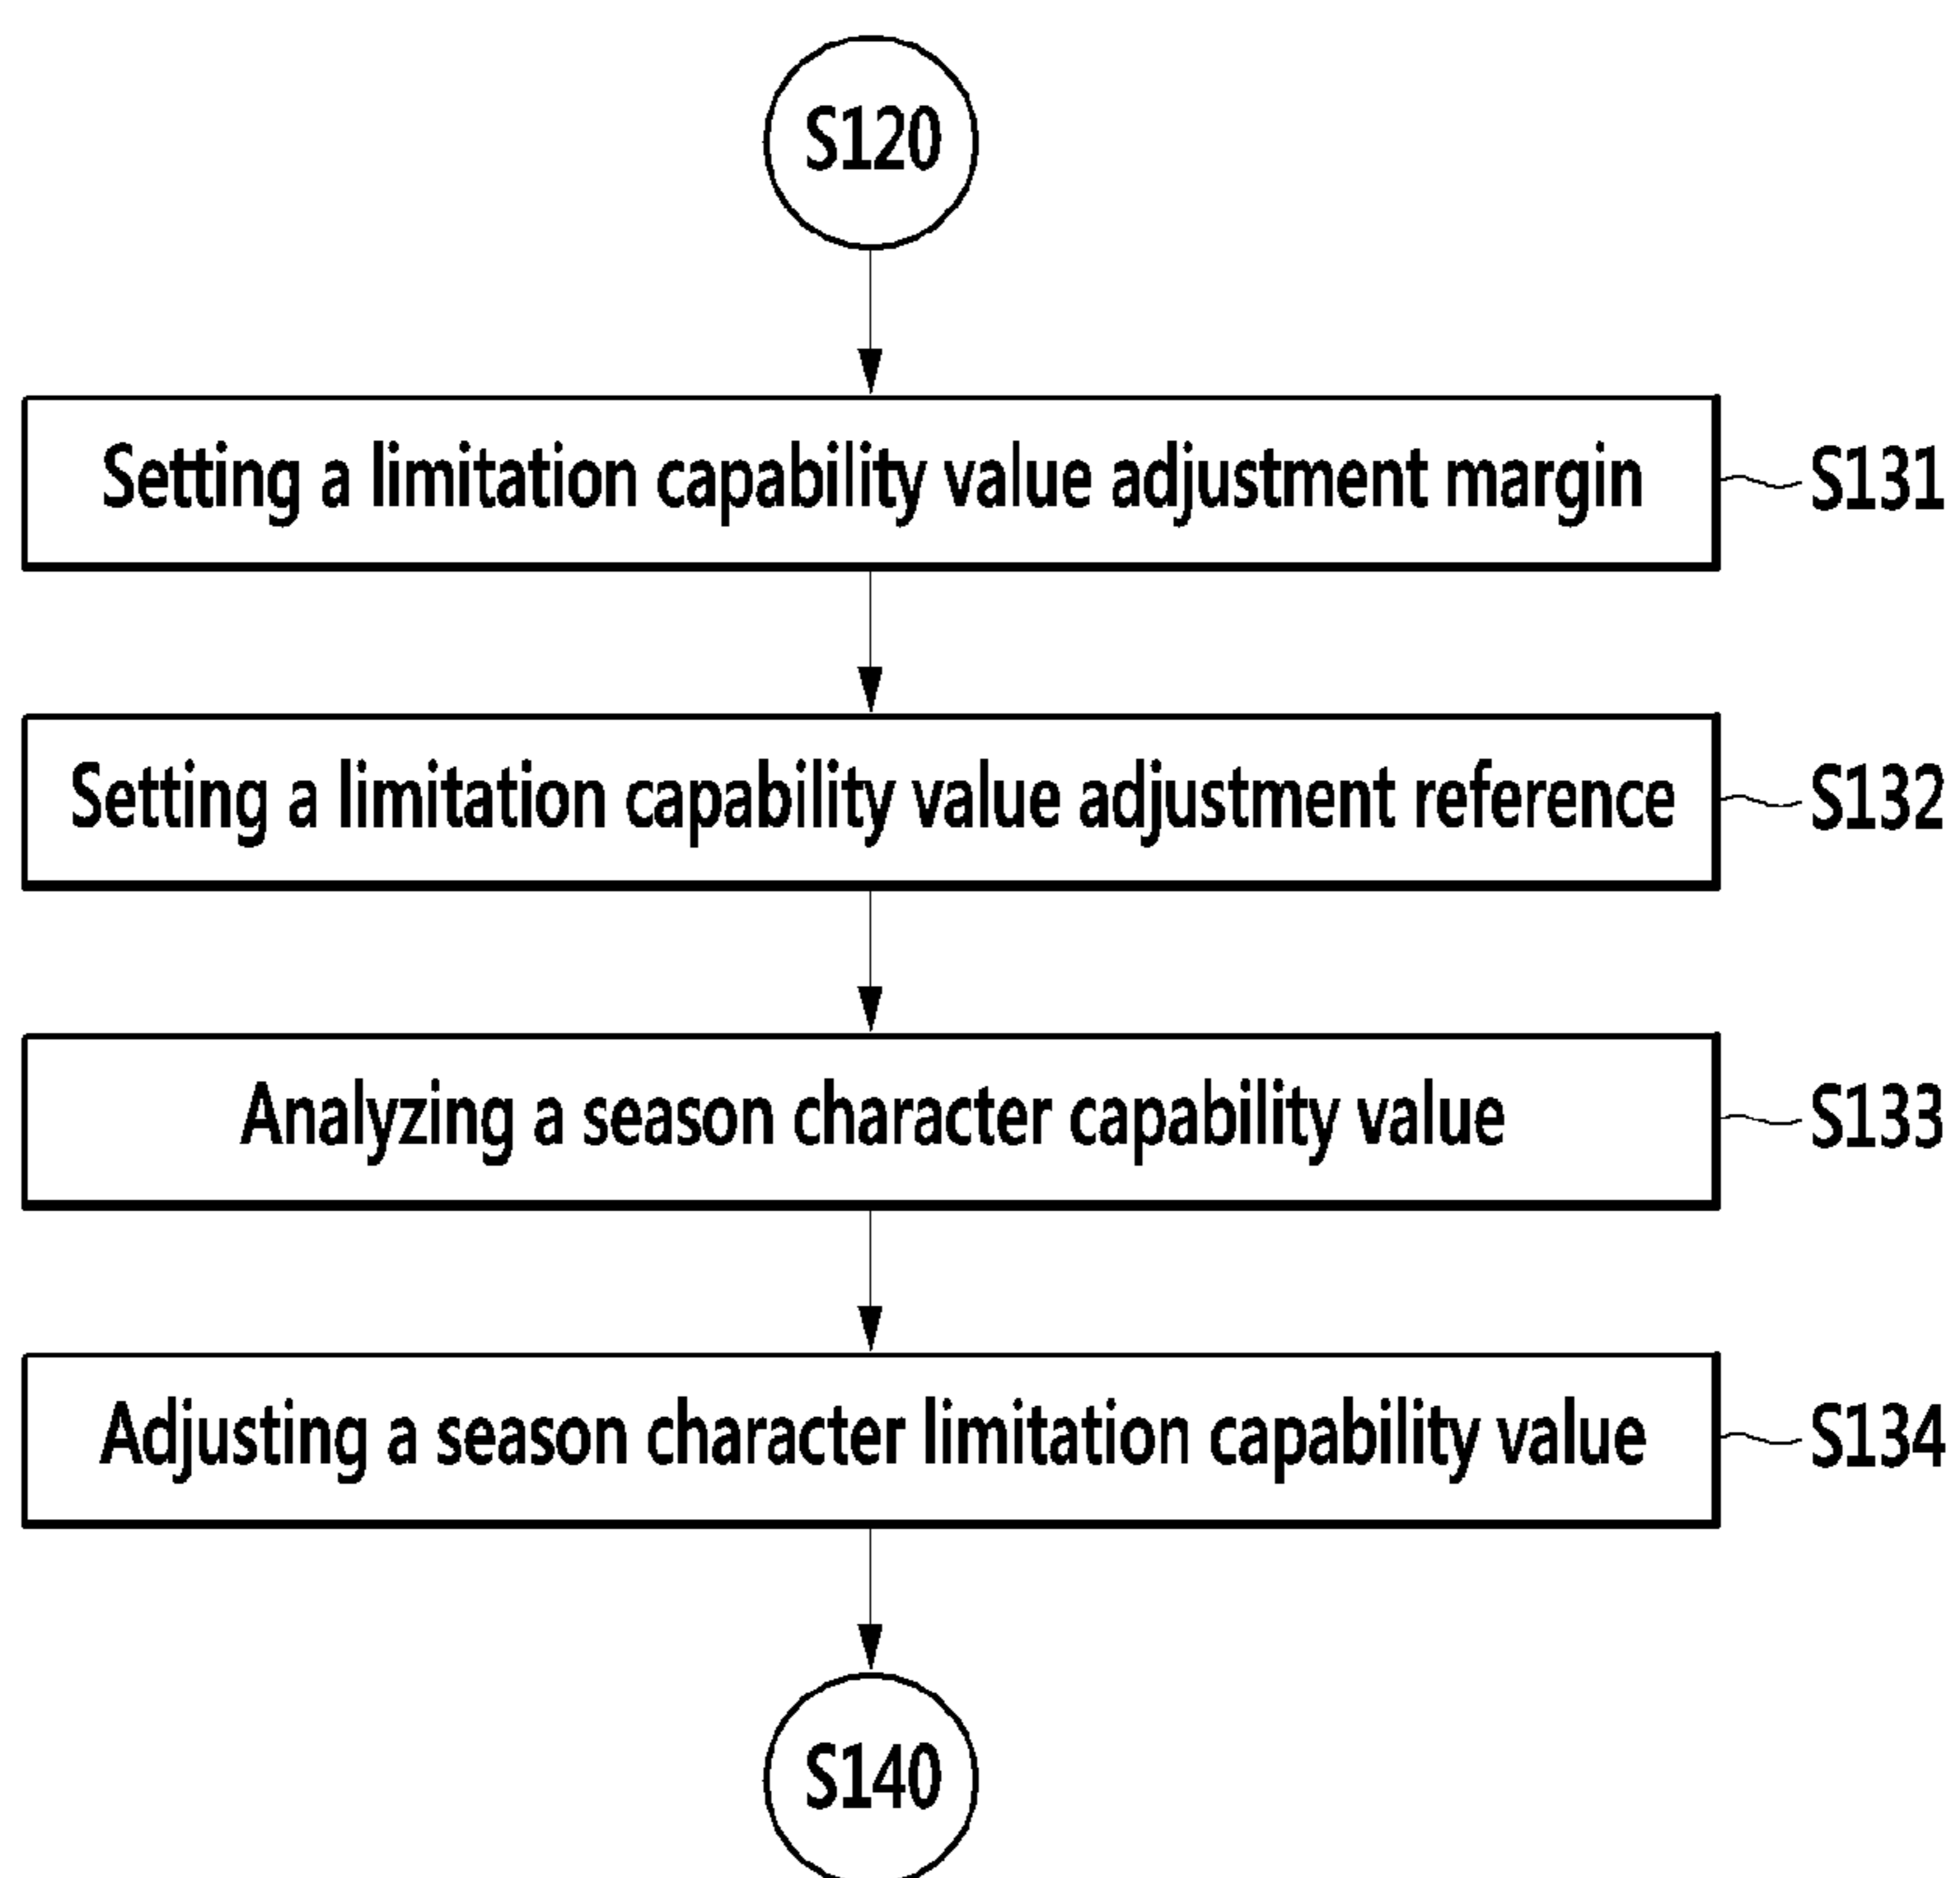 S120
Setting a limitation capability value adjustment margin
S131
Setting a limitation capability value adjustment reference
S132
Analyzing a season character capability value
S133
Adjusting a season character limitation capability value
S134
S140